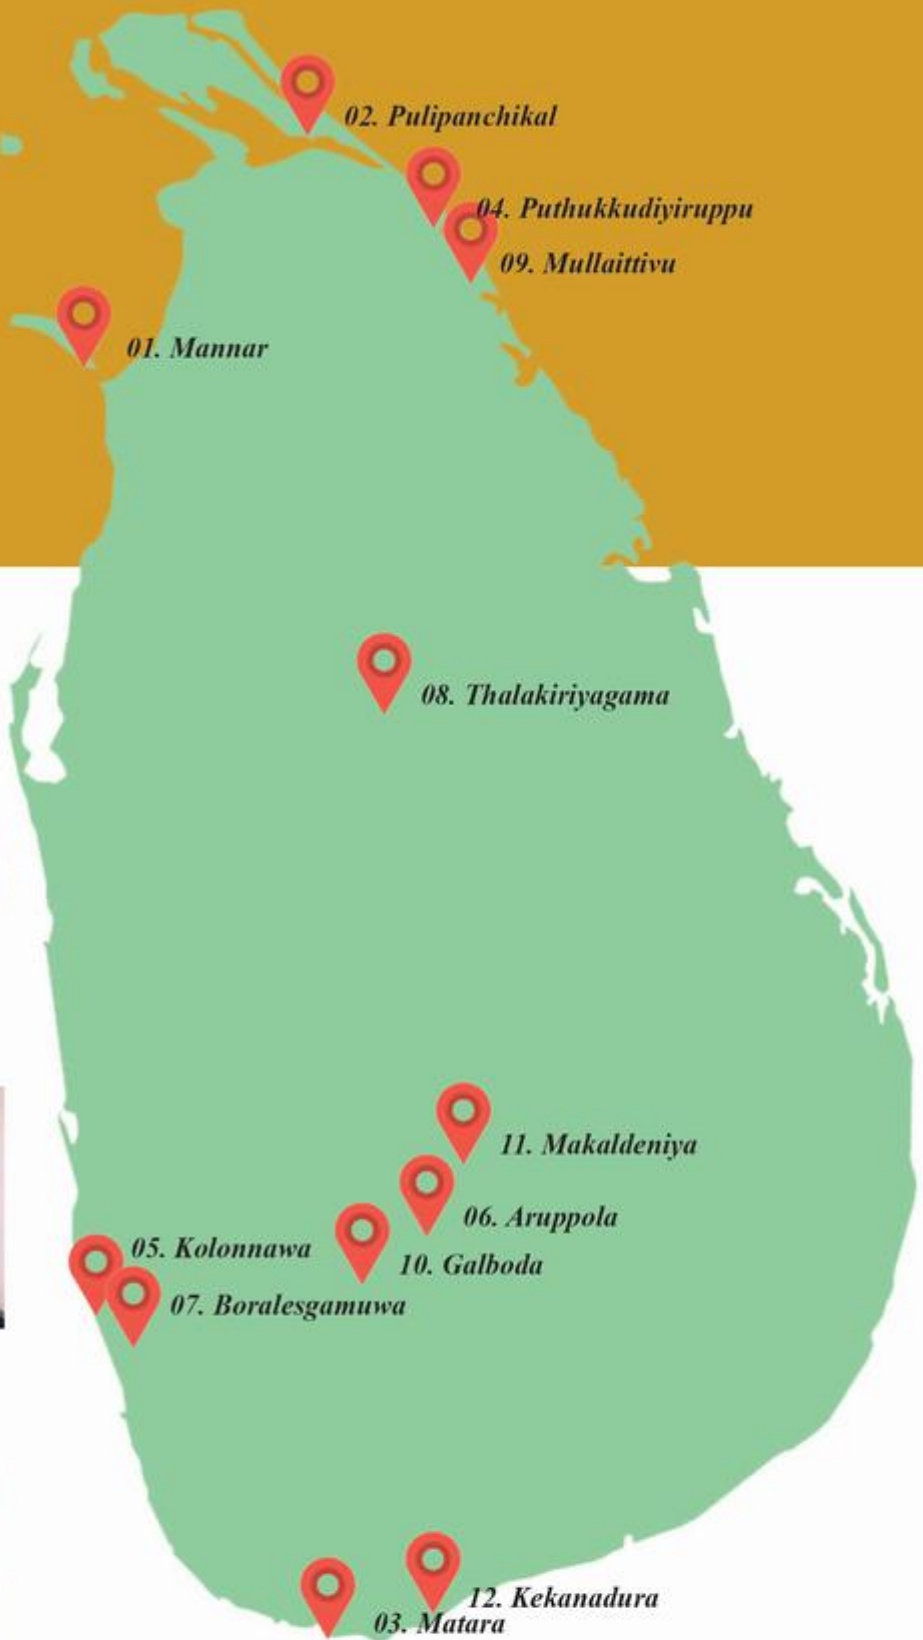 02. Pulipanchikal
04. Puthukkudiyiruppu
09. Mullaittivu
01. Mannar
08. Thalakiriyagama
11. Makaldeniya
06. Aruppola
05. Kolonnawa
10. Galboda
07. Boralesgamuwa
12. Kekanadura
03. Matara